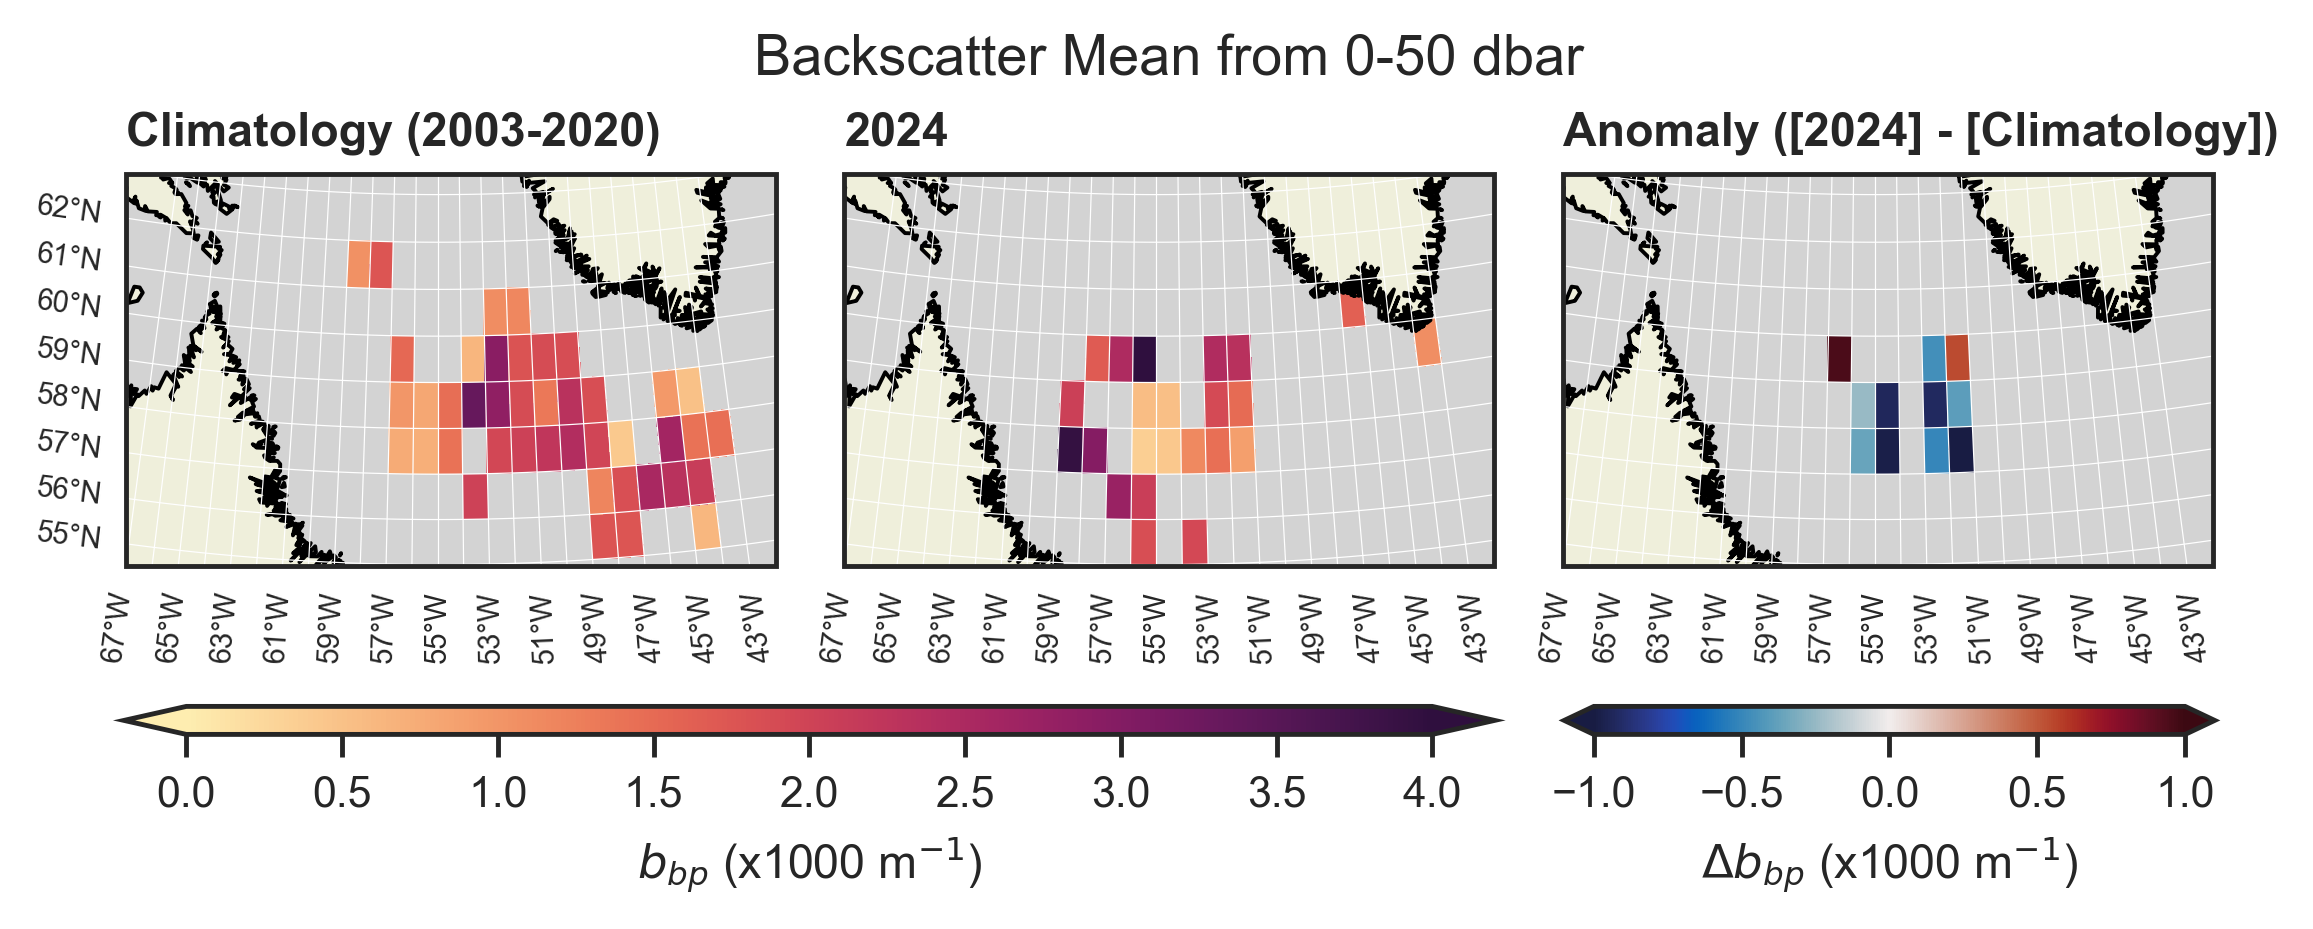 Backscatter Mean from 0-50 dbar
Climatology (2003-2020)
2024
Anomaly ([2024] - [Climatology])
62°N
61°N
60°N
59°N
58°N
57°N
56°N
55°N
67°W 65°W 63°W 61°W 59°W 57°W 55°W 53°W 51°W 49°W 47°W 45°W 43°W
67°W 65°W 63°W 61°W 59°W 57°W 55°W 53°W 51°W 49°W 47°W 45°W 43°W
67°W 65°W 63°W 61°W 59°W 57°W 55°W 53°W 51°W 49°W 47°W 45°W 43°W
0.0 0.5 1.0 1.5 2.0 2.5 3.0 3.5 4.0
b_{bp} (x1000 m^{−1})
−1.0 −0.5 0.0 0.5 1.0
Δb_{bp} (x1000 m^{−1})